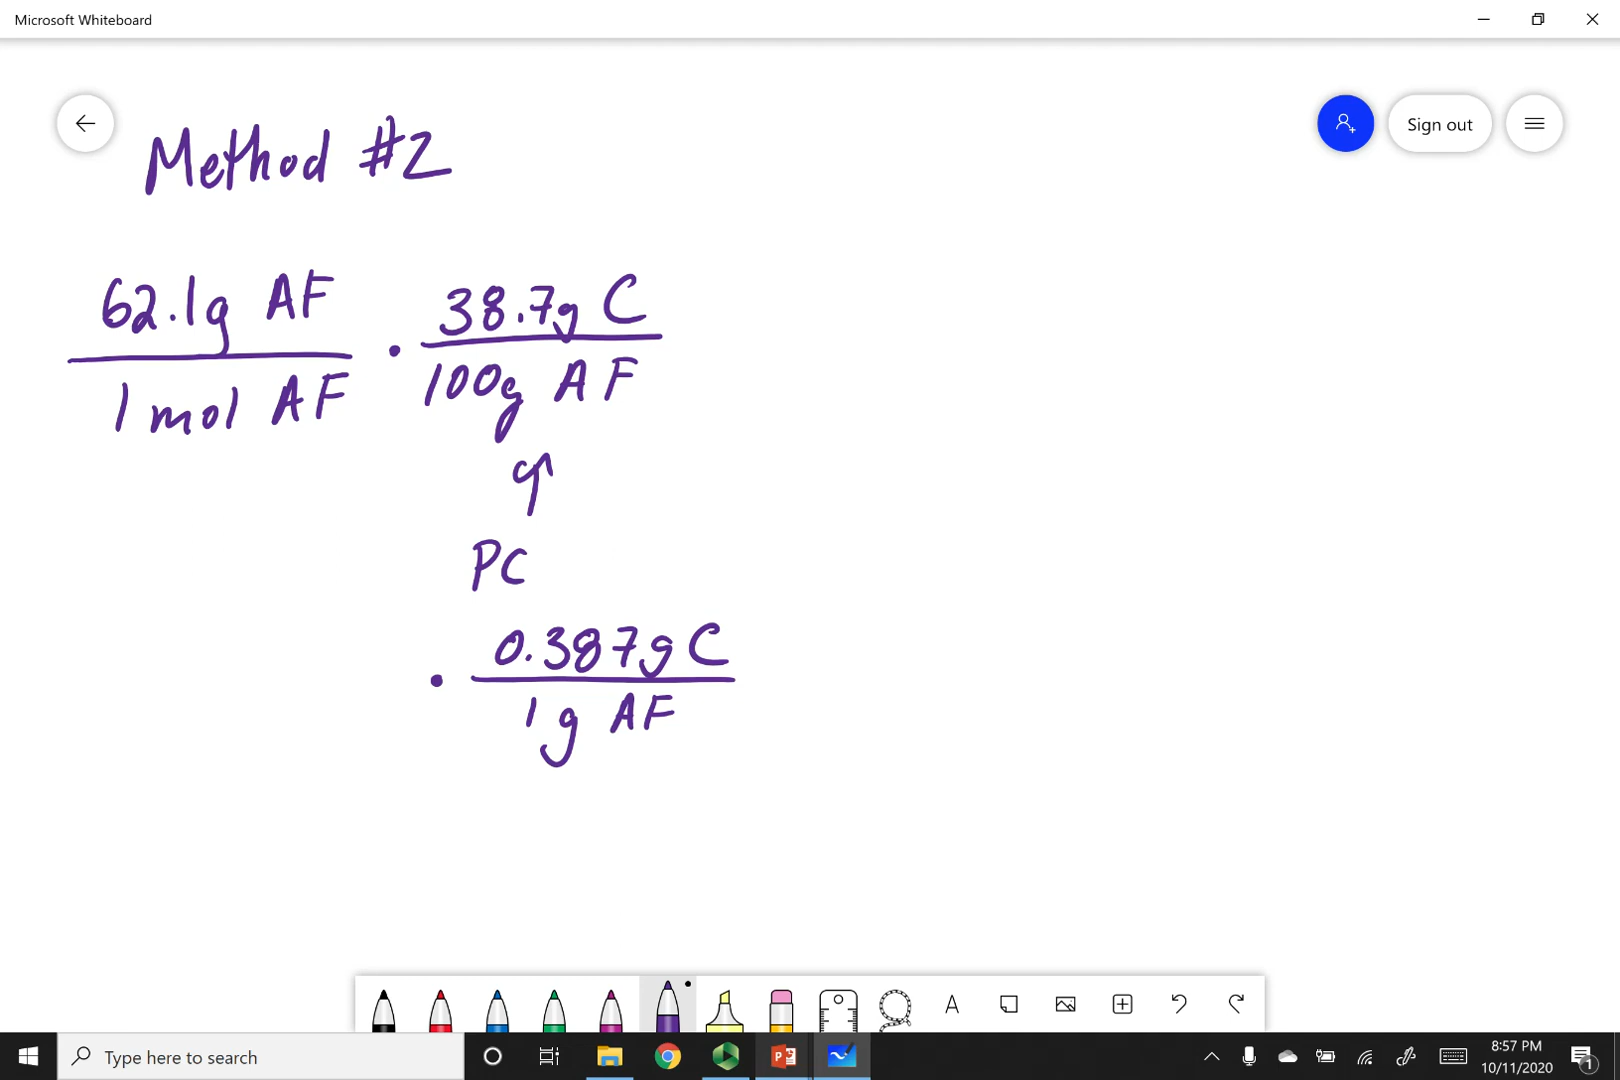 Microsoft Whiteboard
Sign out
Method #2
62.1g AF
1 mol AF
· 38.7g C
100g AF
PC
· 0.387g C
1g AF
A
Type here to search
8:57 PM
10/11/2020
1